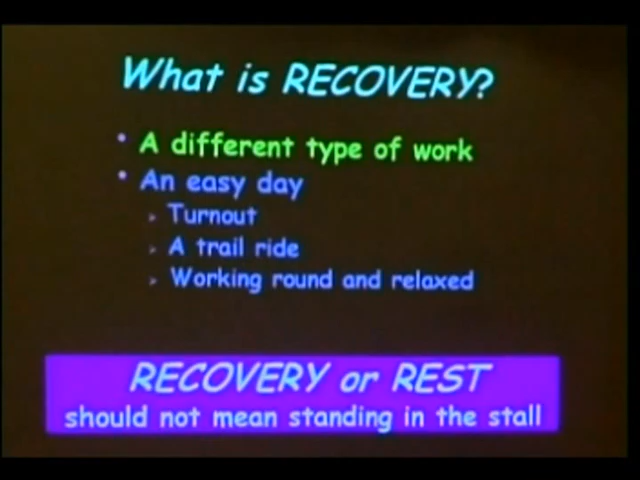 What is RECOVERY?
• A different type of work
• An easy day
➢ Turnout
➢ A trail ride
➢ Working round and relaxed
RECOVERY or REST
should not mean standing in the stall